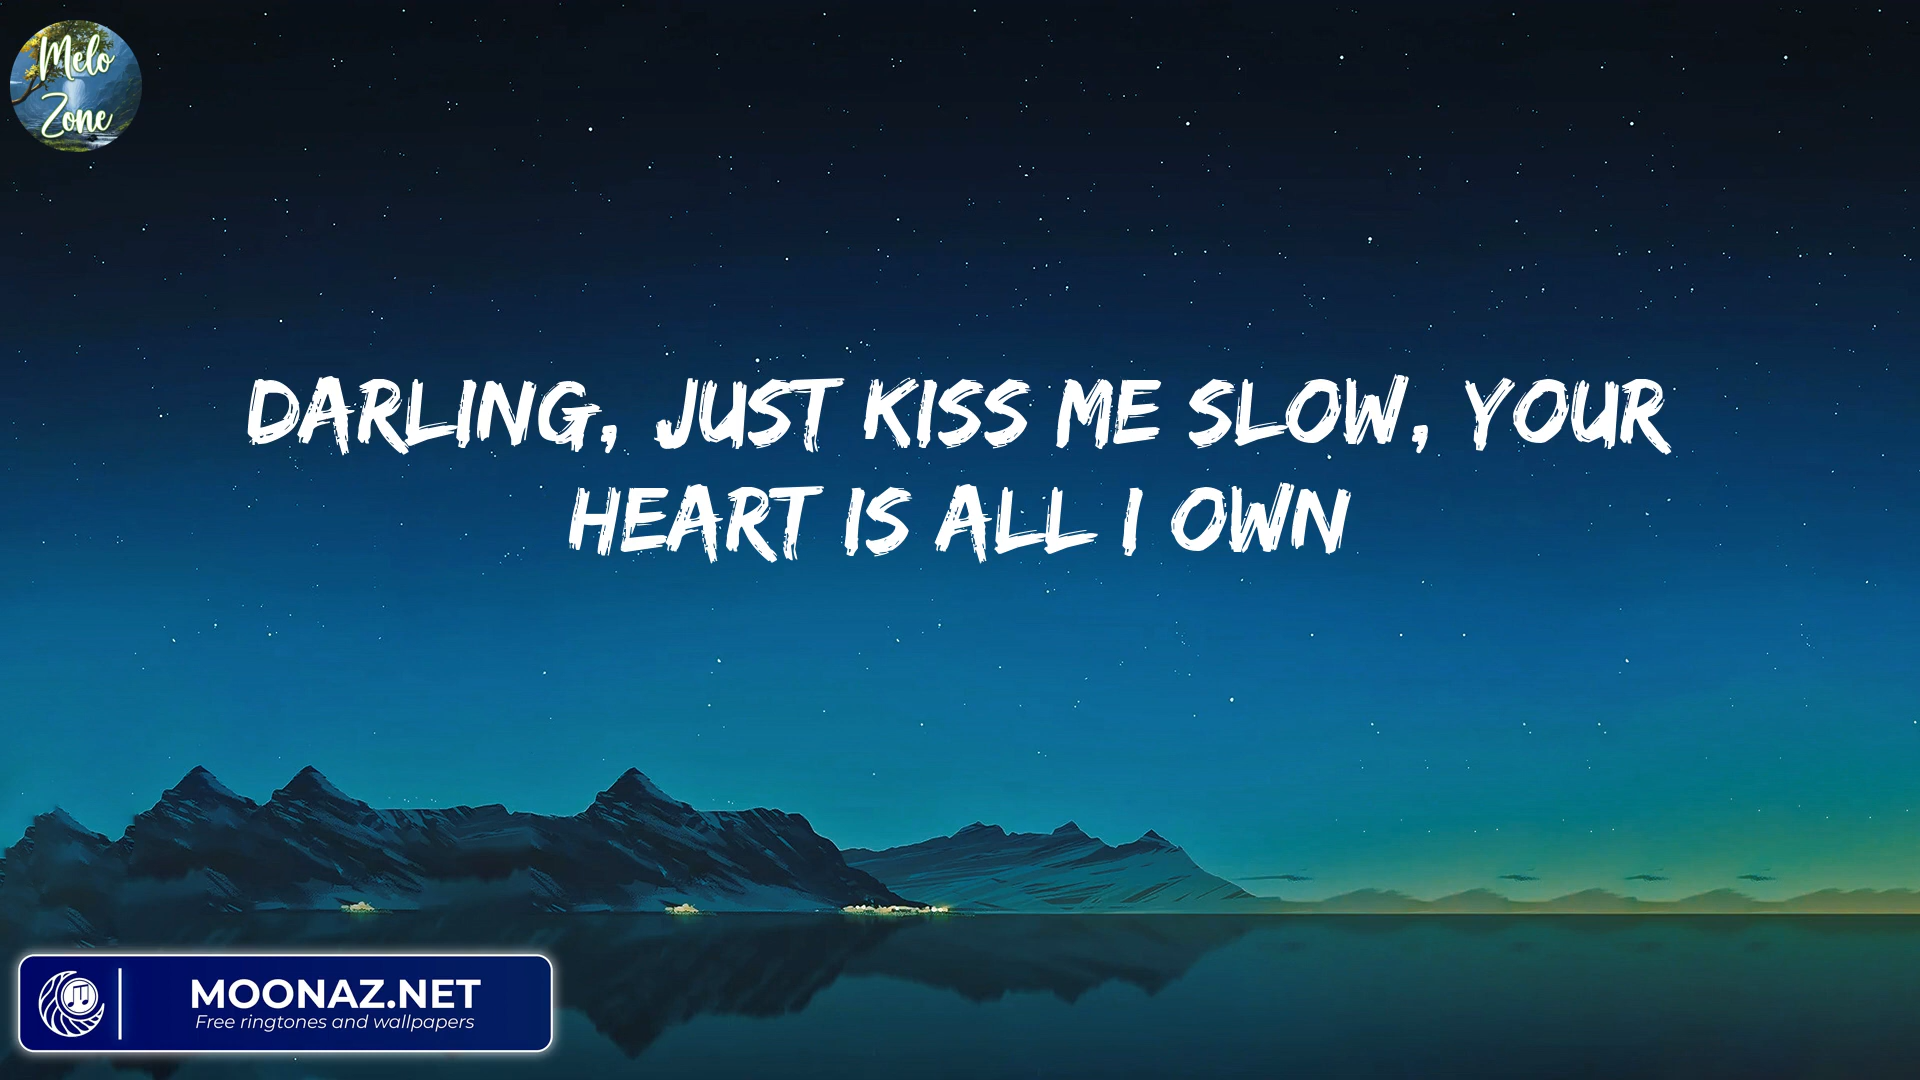 Melo
Zone
DARLING, JUST KISS ME SLOW, YOUR
HEART IS ALL I OWN
MOONAZ.NET
Free ringtones and wallpapers